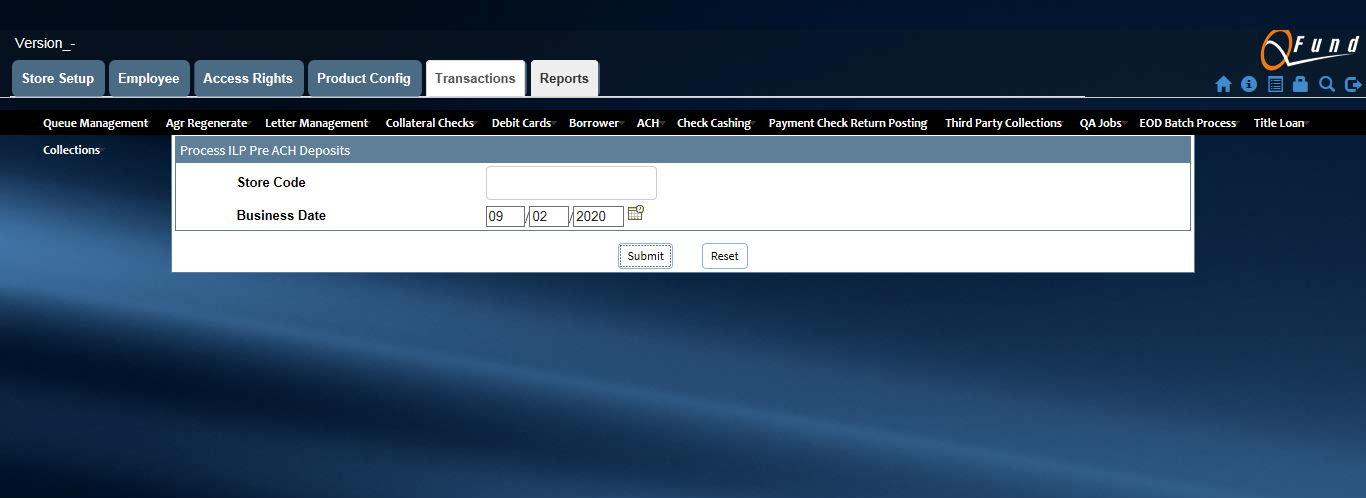 Version_-
QFund
Store Setup Employee Access Rights Product Config Transactions Reports
Queue Management Agr Regenerate Letter Management Collateral Checks Debit Cards Borrower ACH Check Cashing Payment Check Return Posting Third Party Collections QA Jobs EOD Batch Process Title Loan
Collections
Process ILP Pre ACH Deposits
Store Code
Business Date 09 / 02 / 2020
Submit Reset